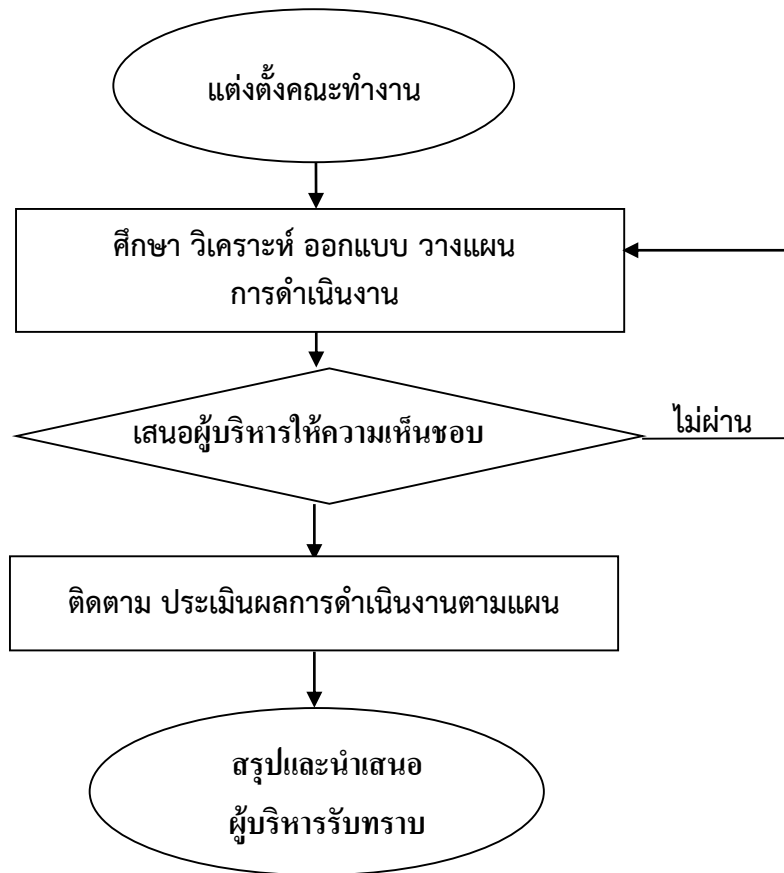 แต่งตั้งคณะทำงาน
ศึกษา วิเคราะห์ ออกแบบ วางแผน
การดำเนินงาน
เสนอผู้บริหารให้ความเห็นชอบ
ไม่ผ่าน
ติดตาม ประเมินผลการดำเนินงานตามแผน
สรุปและนำเสนอ
ผู้บริหารรับทราบ